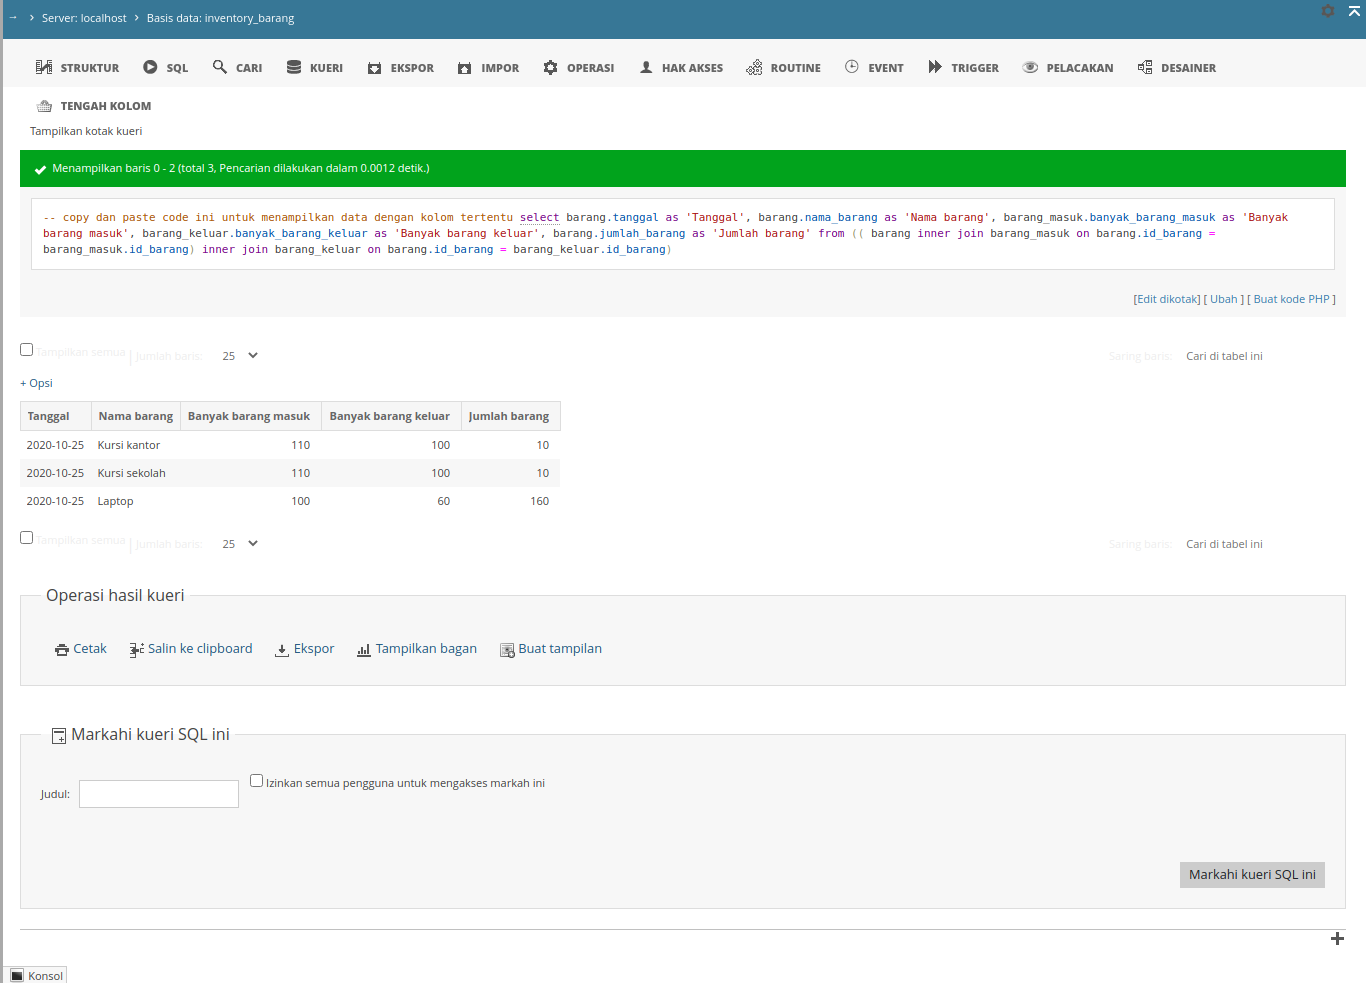 → › Server: localhost › Basis data: inventory_barang
STRUKTUR SQL CARI KUERI EKSPOR IMPOR OPERASI HAK AKSES ROUTINE EVENT TRIGGER PELACAKAN DESAINER
TENGAH KOLOM
Tampilkan kotak kueri
Menampilkan baris 0 - 2 (total 3, Pencarian dilakukan dalam 0.0012 detik.)
-- copy dan paste code ini untuk menampilkan data dengan kolom tertentu select barang.tanggal as 'Tanggal', barang.nama_barang as 'Nama barang', barang_masuk.banyak_barang_masuk as 'Banyak
barang masuk', barang_keluar.banyak_barang_keluar as 'Banyak barang keluar', barang.jumlah_barang as 'Jumlah barang' from (( barang inner join barang_masuk on barang.id_barang =
barang_masuk.id_barang) inner join barang_keluar on barang.id_barang = barang_keluar.id_barang)
[Edit dikotak] [ Ubah ] [ Buat kode PHP ]
Tampilkan semua | Jumlah baris: 25 Saring baris: Cari di tabel ini
+ Opsi
Tanggal Nama barang Banyak barang masuk Banyak barang keluar Jumlah barang
2020-10-25 Kursi kantor 110 100 10
2020-10-25 Kursi sekolah 110 100 10
2020-10-25 Laptop 100 60 160
Tampilkan semua | Jumlah baris: 25 Saring baris: Cari di tabel ini
Operasi hasil kueri
Cetak Salin ke clipboard Ekspor Tampilkan bagan Buat tampilan
Markahi kueri SQL ini
Judul: Izinkan semua pengguna untuk mengakses markah ini
Markahi kueri SQL ini
Konsol